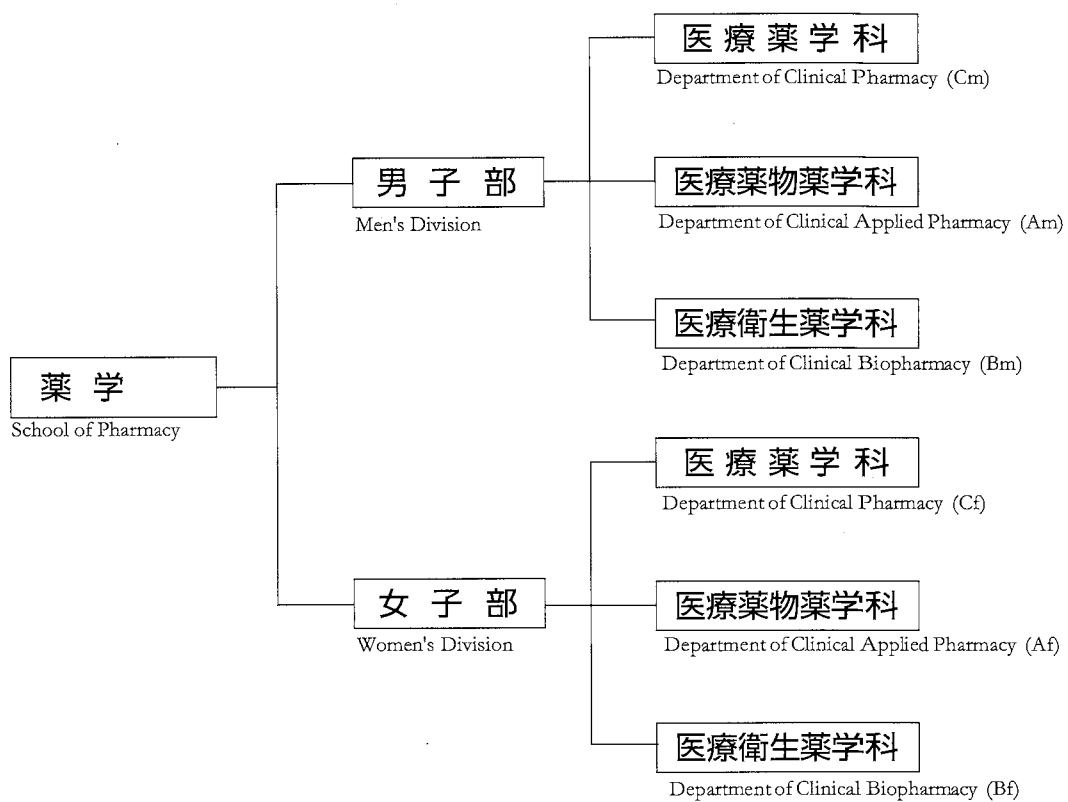 医療薬学科
Department of Clinical Pharmacy (Cm)
男子部
Men's Division
医療薬物薬学科
Department of Clinical Applied Pharmacy (Am)
医療衛生薬学科
Department of Clinical Biopharmacy (Bm)
薬学
School of Pharmacy
医療薬学科
Department of Clinical Pharmacy (Cf)
女子部
Women's Division
医療薬物薬学科
Department of Clinical Applied Pharmacy (Af)
医療衛生薬学科
Department of Clinical Biopharmacy (Bf)